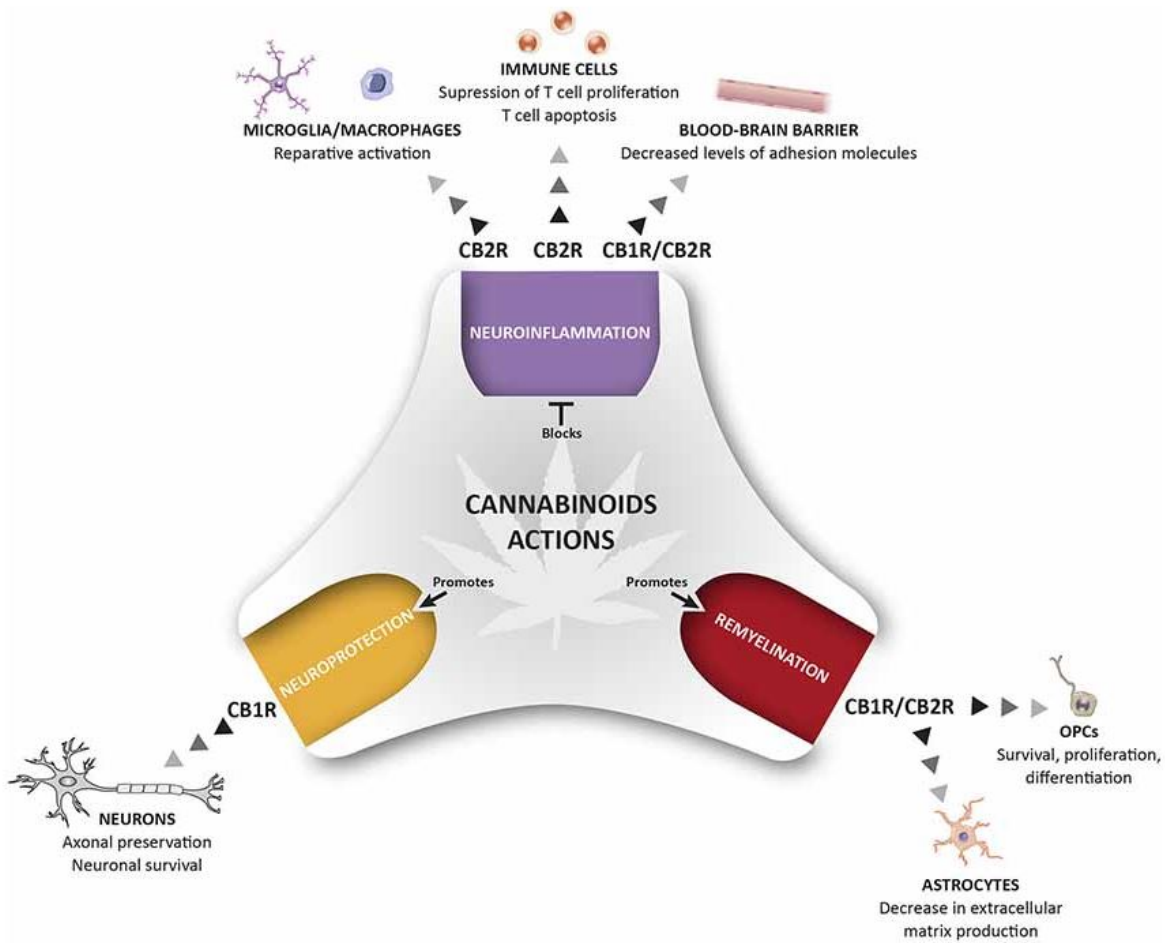 IMMUNE CELLS
Supression of T cell proliferation
T cell apoptosis
MICROGLIA/MACROPHAGES
Reparative activation
BLOOD-BRAIN BARRIER
Decreased levels of adhesion molecules
CB2R
CB2R
CB1R/CB2R
NEUROINFLAMMATION
Blocks
CANNABINOIDS
ACTIONS
Promotes
Promotes
NEUROPROTECTION
REMYELINATION
CB1R
CB1R/CB2R
NEURONS
Axonal preservation
Neuronal survival
OPCs
Survival, proliferation,
differentiation
ASTROCYTES
Decrease in extracellular
matrix production